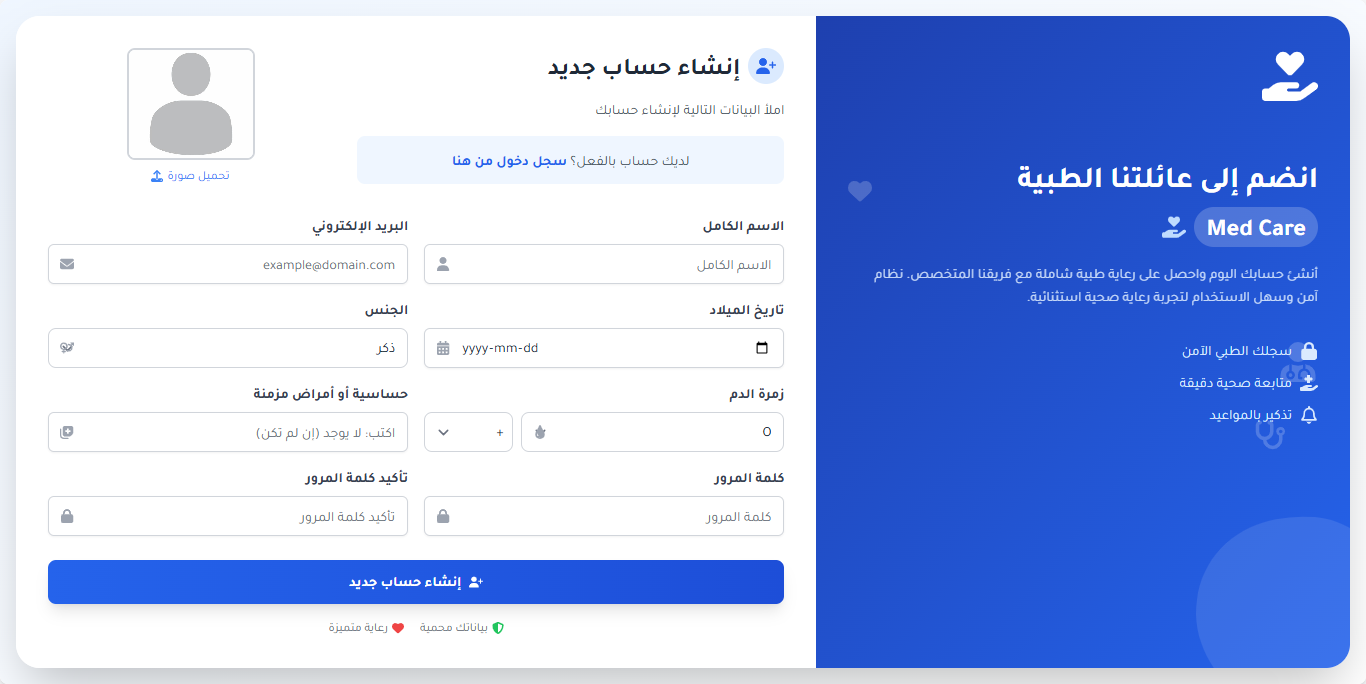 انضم إلى عائلتنا الطبية
Med Care
أنشئ حسابك اليوم واحصل على رعاية طبية شاملة مع فريقنا المتخصص. نظام
آمن وسهل الاستخدام لتجربة رعاية صحية استثنائية.
سجلك الطبي الآمن
متابعة صحية دقيقة
تذكير بالمواعيد
إنشاء حساب جديد
املأ البيانات التالية لإنشاء حسابك
لديك حساب بالفعل؟ سجل دخول من هنا
تحميل صورة
الاسم الكامل
الاسم الكامل
البريد الإلكتروني
example@domain.com
تاريخ الميلاد
yyyy-mm-dd
الجنس
ذكر
زمرة الدم
O
+
حساسية أو أمراض مزمنة
اكتب: لا يوجد (إن لم تكن)
كلمة المرور
كلمة المرور
تأكيد كلمة المرور
تأكيد كلمة المرور
إنشاء حساب جديد
بياناتك محمية
رعاية متميزة